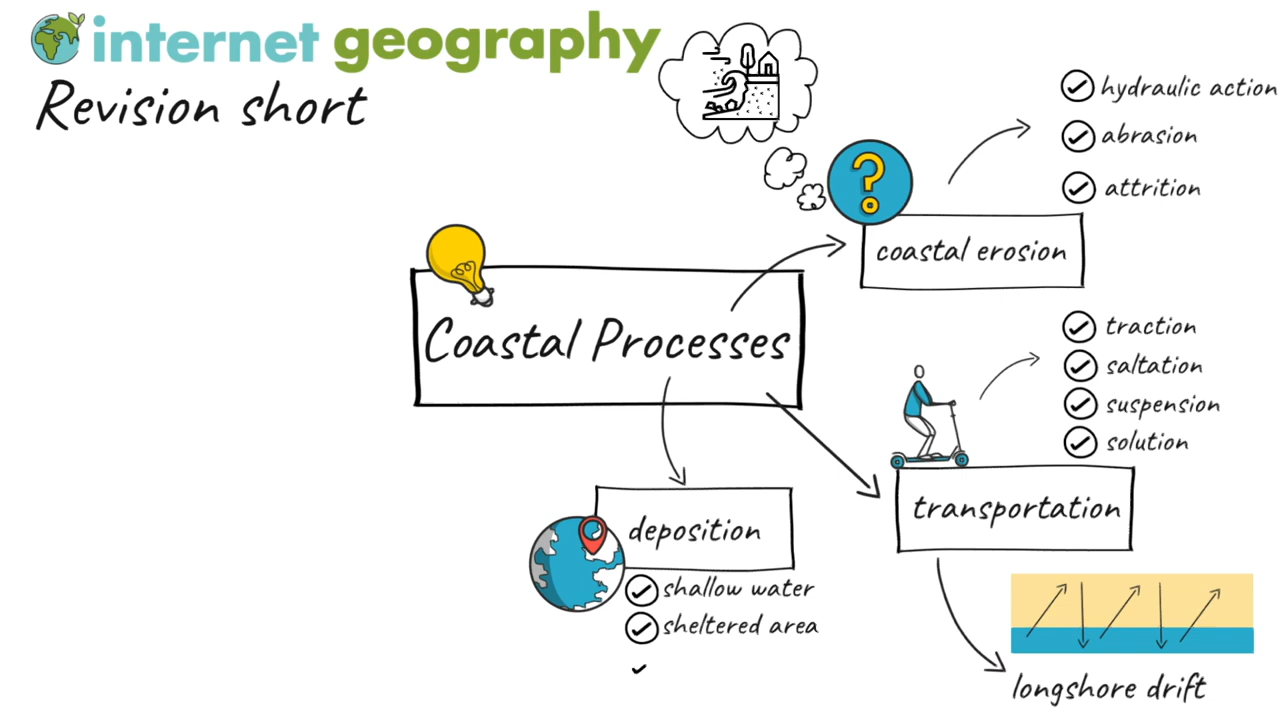 internet geography
Revision short
hydraulic action
abrasion
attrition
coastal erosion
Coastal Processes
traction
saltation
suspension
solution
transportation
deposition
shallow water
sheltered area
longshore drift